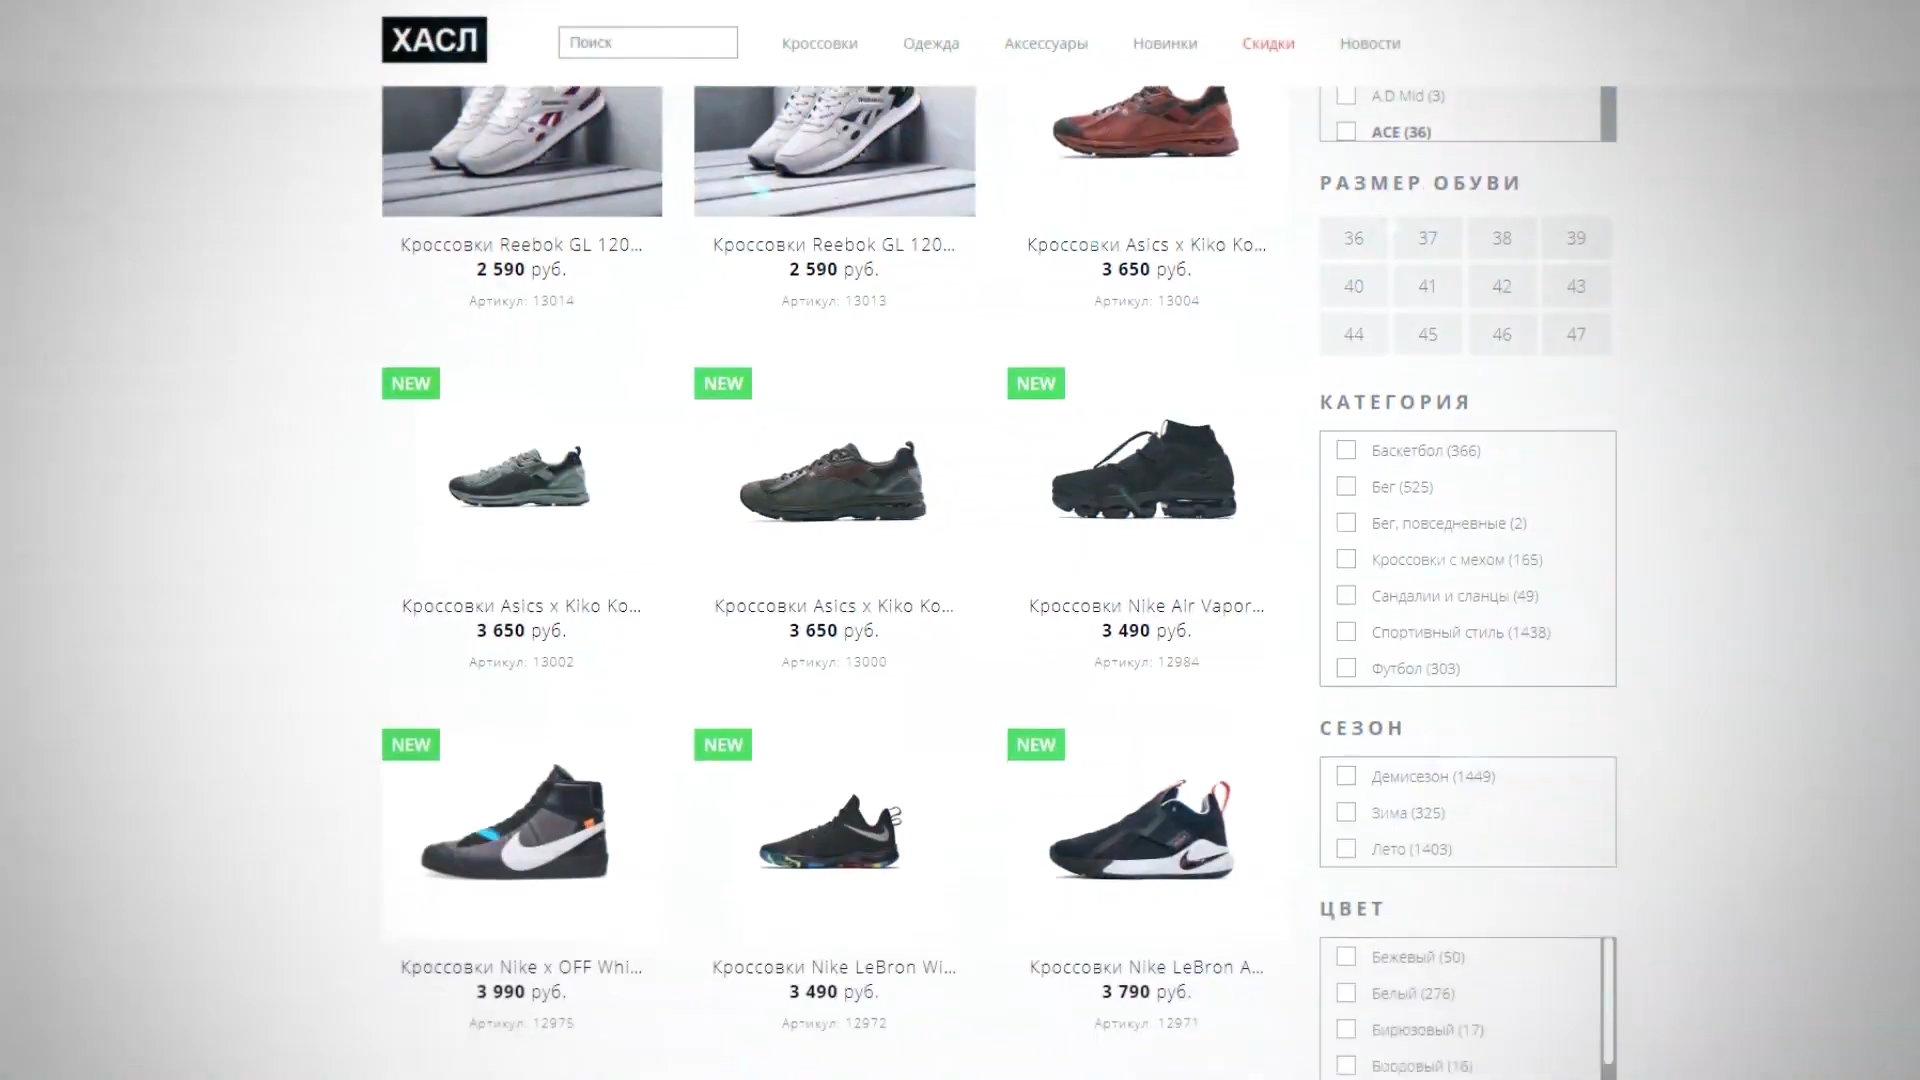 ХАСЛ
Поиск
Кроссовки
Одежда
Аксессуары
Новинки
Скидки
Новости
Кроссовки Reebok GL 120...
2 590 руб.
Артикул: 13014
Кроссовки Reebok GL 120...
2 590 руб.
Артикул: 13013
Кроссовки Asics x Kiko Ko...
3 650 руб.
Артикул: 13004
NEW
Кроссовки Asics x Kiko Ko...
3 650 руб.
Артикул: 13002
NEW
Кроссовки Asics x Kiko Ko...
3 650 руб.
Артикул: 13000
NEW
Кроссовки Nike Air Vapor...
3 490 руб.
Артикул: 12984
NEW
Кроссовки Nike x OFF Whi...
3 990 руб.
Артикул: 12975
NEW
Кроссовки Nike LeBron Wi...
3 490 руб.
Артикул: 12972
NEW
Кроссовки Nike LeBron A...
3 790 руб.
Артикул: 12971
A.D Mid (3)
ACE (36)
РАЗМЕР ОБУВИ
36 37 38 39
40 41 42 43
44 45 46 47
КАТЕГОРИЯ
Баскетбол (366)
Бег (525)
Бег, повседневные (2)
Кроссовки с мехом (165)
Сандалии и сланцы (49)
Спортивный стиль (1438)
Футбол (303)
СЕЗОН
Демисезон (1449)
Зима (325)
Лето (1403)
ЦВЕТ
Бежевый (50)
Белый (276)
Бирюзовый (17)
Бордовый (16)